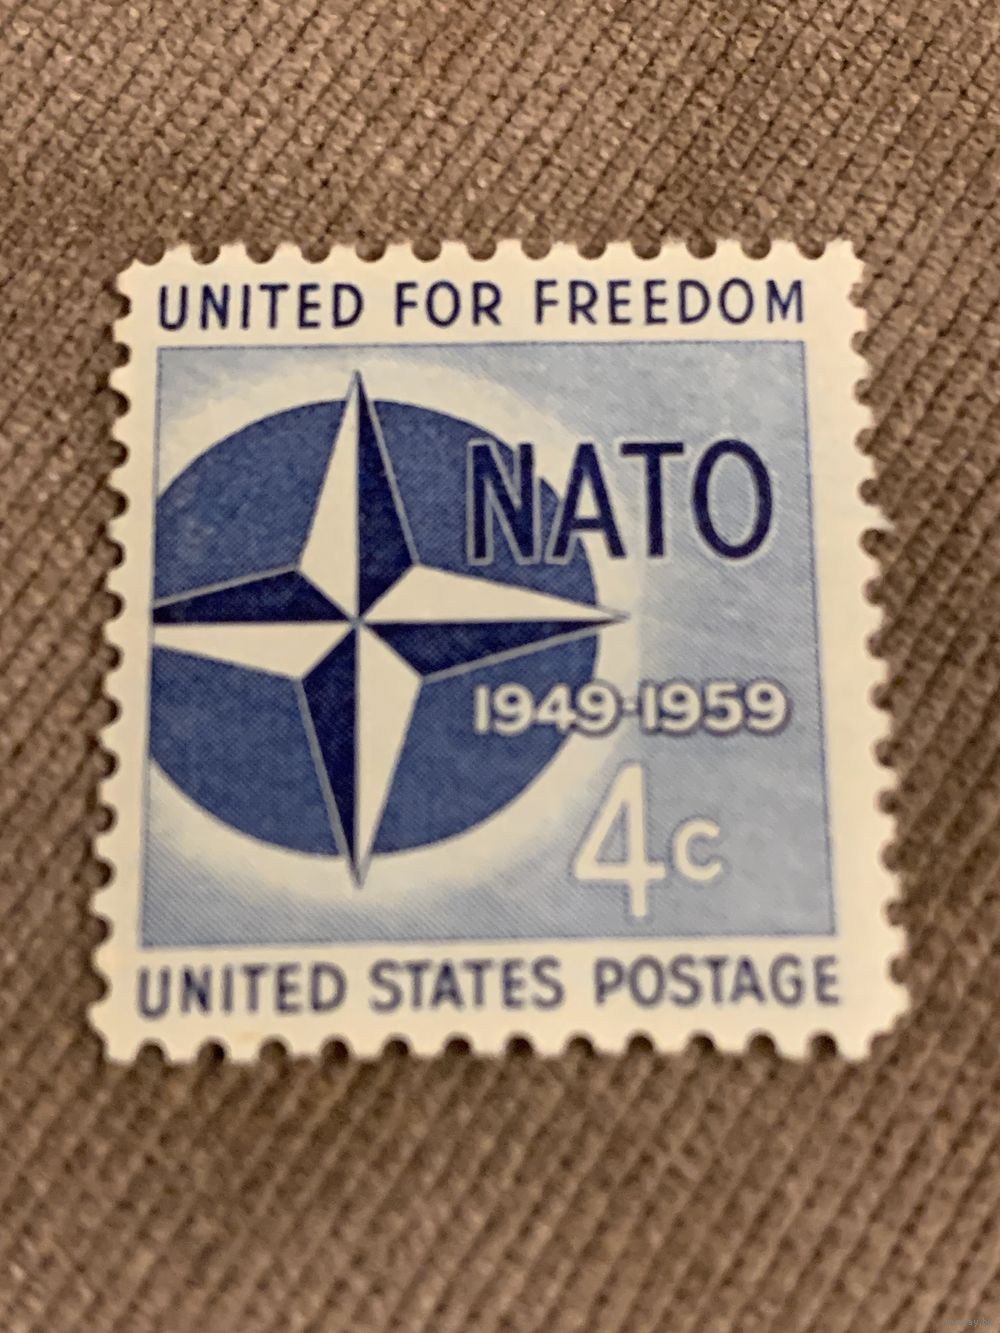 UNITED FOR FREEDOM
NATO
1949-1959
4c
UNITED STATES POSTAGE